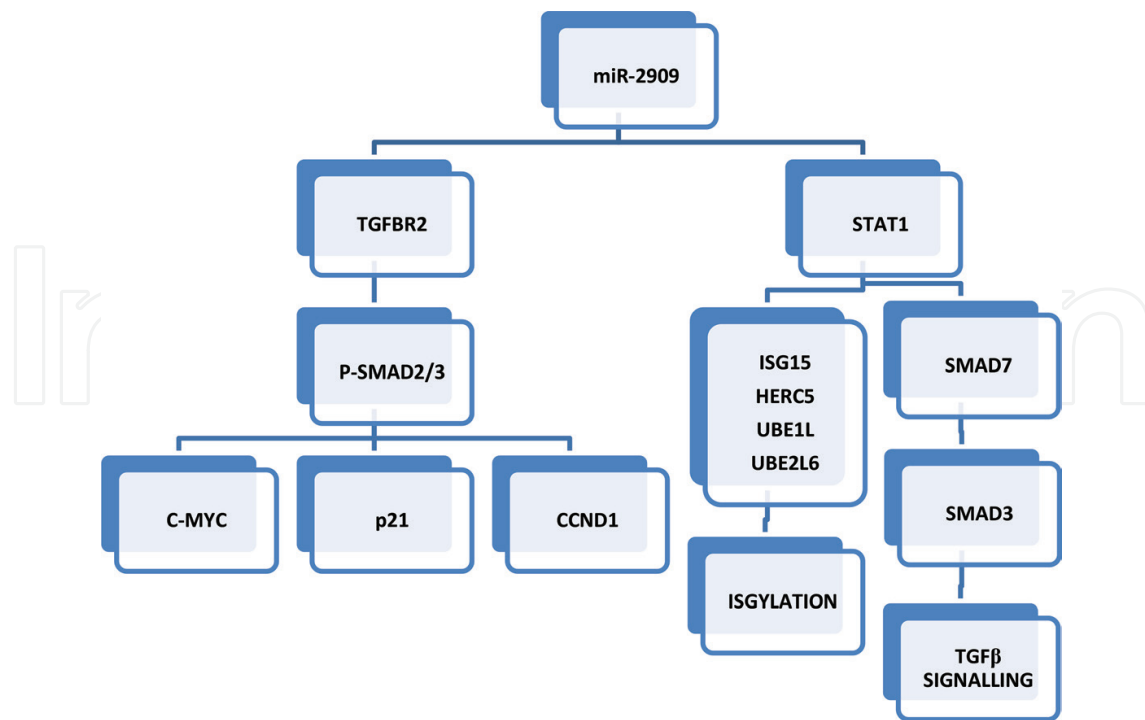 miR-2909
TGFBR2
STAT1
P-SMAD2/3
ISG15
HERC5
UBE1L
UBE2L6
SMAD7
C-MYC
p21
CCND1
SMAD3
ISGYLATION
TGFβ
SIGNALLING